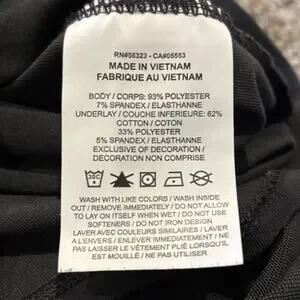 RN#56323 - CA#05553
MADE IN VIETNAM
FABRIQUE AU VIETNAM
BODY / CORPS: 93% POLYESTER
7% SPANDEX / ELASTHANNE
UNDERLAY / COUCHE INFERIEURE: 62%
COTTON / COTON
33% POLYESTER
5% SPANDEX / ELASTHANNE
EXCLUSIVE OF DECORATION /
DECORATION NON COMPRISE
WASH WITH LIKE COLORS / WASH INSIDE
OUT / REMOVE IMMEDIATELY / DO NOT ALLOW
TO LAY ON ITSELF WHEN WET / DO NOT USE
SOFTENERS / DO NOT IRON DESIGN
LAVER AVEC COULEURS SIMILAIRES / LAVER
A L'ENVERS / ENLEVER IMMEDIATEMENT / NE
PAS LAISSER LE VÊTEMENT PLIÉ LORSQU'IL
EST MOUILLÉ / NE PAS UTILISER